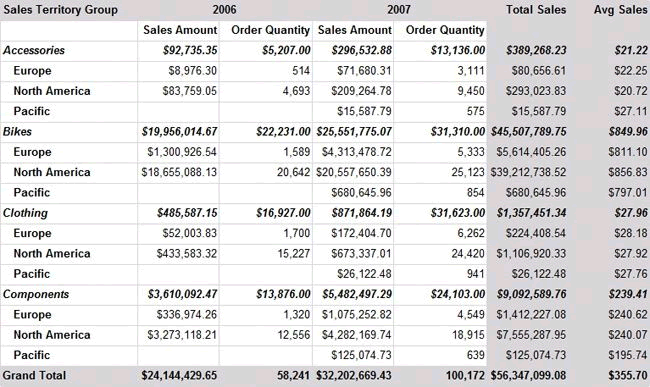 Sales Territory Group 2006 2007 Total Sales Avg Sales
Sales Amount Order Quantity Sales Amount Order Quantity
Accessories $92,735.35 $5,207.00 $296,532.88 $13,136.00 $389,268.23 $21.22
Europe $8,976.30 514 $71,680.31 3,111 $80,656.61 $22.25
North America $83,759.05 4,693 $209,264.78 9,450 $293,023.83 $20.72
Pacific $15,587.79 575 $15,587.79 $27.11
Bikes $19,956,014.67 $22,231.00 $25,551,775.07 $31,310.00 $45,507,789.75 $849.96
Europe $1,300,926.54 1,589 $4,313,478.72 5,333 $5,614,405.26 $811.10
North America $18,655,088.13 20,642 $20,557,650.39 25,123 $39,212,738.52 $856.83
Pacific $680,645.96 854 $680,645.96 $797.01
Clothing $485,587.15 $16,927.00 $871,864.19 $31,623.00 $1,357,451.34 $27.96
Europe $52,003.83 1,700 $172,404.70 6,262 $224,408.54 $28.18
North America $433,583.32 15,227 $673,337.01 24,420 $1,106,920.33 $27.92
Pacific $26,122.48 941 $26,122.48 $27.76
Components $3,610,092.47 $13,876.00 $5,482,497.29 $24,103.00 $9,092,589.76 $239.41
Europe $336,974.26 1,320 $1,075,252.82 4,549 $1,412,227.08 $240.62
North America $3,273,118.21 12,556 $4,282,169.74 18,915 $7,555,287.95 $240.07
Pacific $125,074.73 639 $125,074.73 $195.74
Grand Total $24,144,429.65 58,241 $32,202,669.43 100,172 $56,347,099.08 $355.70